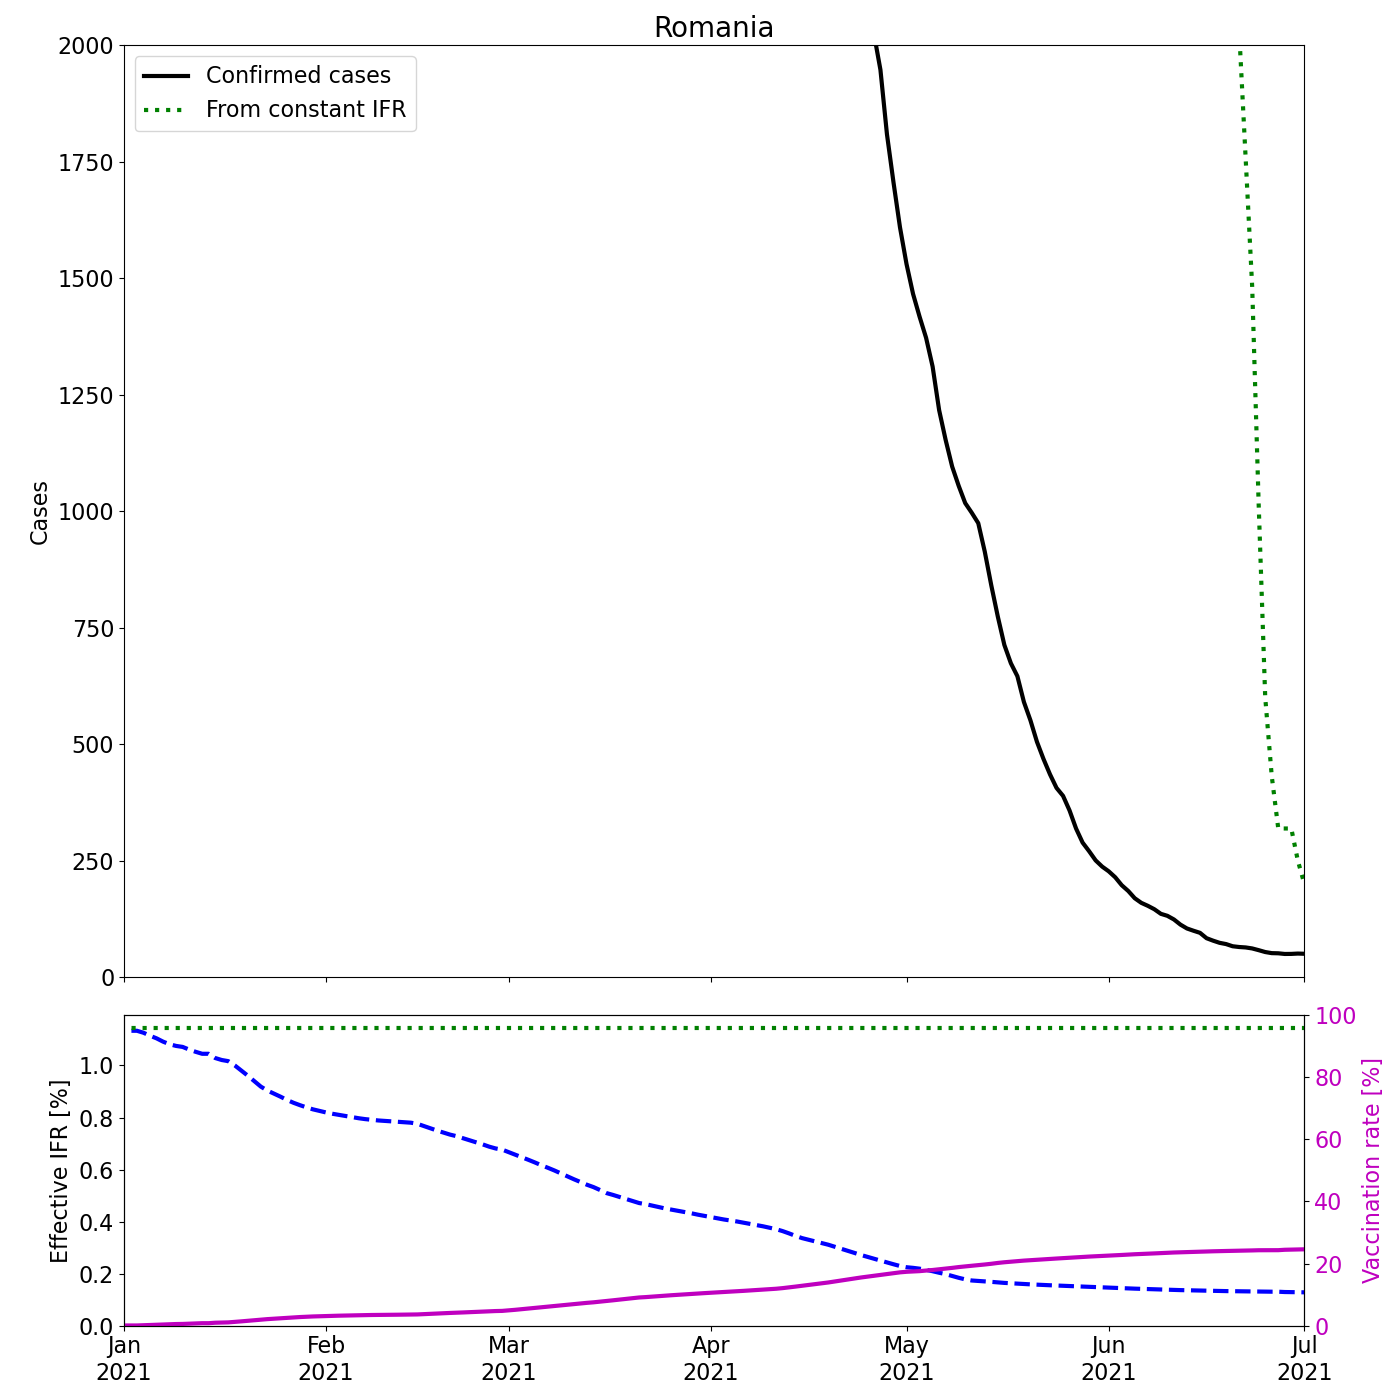 Romania
2000
1750
1500
1250
1000
750
500
250
0
Cases
Confirmed cases
From constant IFR
1.0
0.8
0.6
0.4
0.2
0.0
Effective IFR [%]
100
80
60
40
20
0
Vaccination rate [%]
Jan Feb Mar Apr May Jun Jul
2021 2021 2021 2021 2021 2021 2021